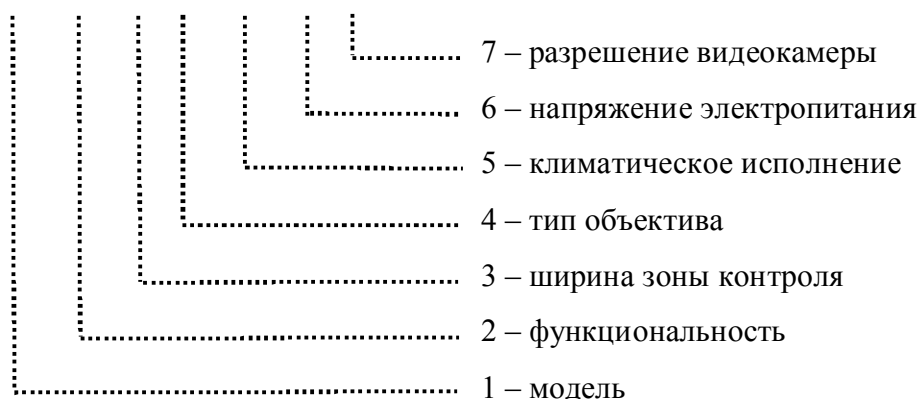 7 – разрешение видеокамеры
6 – напряжение электропитания
5 – климатическое исполнение
4 – тип объектива
3 – ширина зоны контроля
2 – функциональность
1 – модель